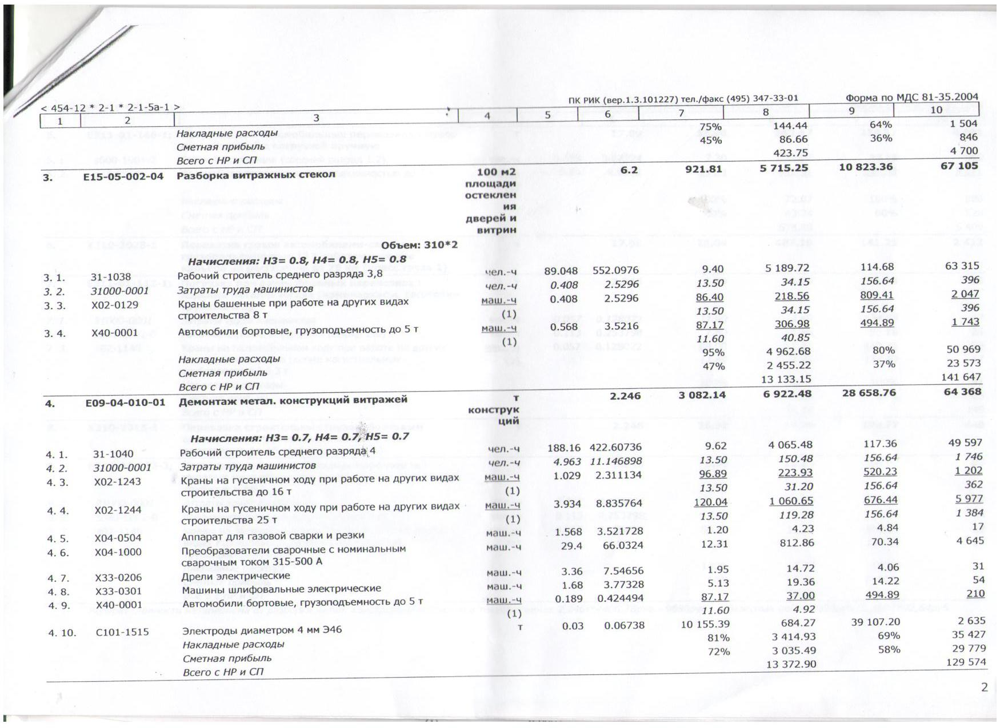 < 454-12 * 2-1 * 2-1-5а-1 > ПК РИК (вер.1.3.101227) тел./факс (495) 347-33-01 Форма по МДС 81-35.2004
1 2 3 4 5 6 7 8 9 10
Накладные расходы 75% 144.44 64% 1 504
Сметная прибыль 45% 86.66 36% 846
Всего с НР и СП 423.75 4 700
3. Е15-05-002-04 Разборка витражных стекол 100 м2 6.2 921.81 5 715.25 10 823.36 67 105
площади
остеклен
ия
дверей и
витрин
Объем: 310*2
Начисления: Н3= 0.8, Н4= 0.8, Н5= 0.8
3. 1. 31-1038 Рабочий строитель среднего разряда 3,8 чел.-ч 89.048 552.0976 9.40 5 189.72 114.68 63 315
3. 2. 31000-0001 Затраты труда машинистов чел.-ч 0.408 2.5296 13.50 34.15 156.64 396
3. 3. Х02-0129 Краны башенные при работе на других видах маш.-ч 0.408 2.5296 86.40 218.56 809.41 2 047
строительства 8 т (1) 13.50 34.15 156.64 396
3. 4. Х40-0001 Автомобили бортовые, грузоподъемность до 5 т маш.-ч 0.568 3.5216 87.17 306.98 494.89 1 743
(1) 11.60 40.85
Накладные расходы 95% 4 962.68 80% 50 969
Сметная прибыль 47% 2 455.22 37% 23 573
Всего с НР и СП 13 133.15 141 647
4. Е09-04-010-01 Демонтаж метал. конструкций витражей т 2.246 3 082.14 6 922.48 28 658.76 64 368
конструк
ций
Начисления: Н3= 0.7, Н4= 0.7, Н5= 0.7
4. 1. 31-1040 Рабочий строитель среднего разряда 4 чел.-ч 188.16 422.60736 9.62 4 065.48 117.36 49 597
4. 2. 31000-0001 Затраты труда машинистов чел.-ч 4.963 11.146898 13.50 150.48 156.64 1 746
4. 3. Х02-1243 Краны на гусеничном ходу при работе на других видах маш.-ч 1.029 2.311134 96.89 223.93 520.23 1 202
строительства до 16 т (1) 13.50 31.20 156.64 362
4. 4. Х02-1244 Краны на гусеничном ходу при работе на других видах маш.-ч 3.934 8.835764 120.04 1 060.65 676.44 5 977
строительства 25 т (1) 13.50 119.28 156.64 1 384
4. 5. Х04-0504 Аппарат для газовой сварки и резки маш.-ч 1.568 3.521728 1.20 4.23 4.84 17
4. 6. Х04-1000 Преобразователи сварочные с номинальным маш.-ч 29.4 66.0324 12.31 812.86 70.34 4 645
сварочным током 315-500 А
4. 7. Х33-0206 Дрели электрические маш.-ч 3.36 7.54656 1.95 14.72 4.06 31
4. 8. Х33-0301 Машины шлифовальные электрические маш.-ч 1.68 3.77328 5.13 19.36 14.22 54
4. 9. Х40-0001 Автомобили бортовые, грузоподъемность до 5 т маш.-ч 0.189 0.424494 87.17 37.00 494.89 210
(1) 11.60 4.92
4. 10. С101-1515 Электроды диаметром 4 мм Э46 т 0.03 0.06738 10 155.39 684.27 39 107.20 2 635
Накладные расходы 81% 3 414.93 69% 35 427
Сметная прибыль 72% 3 035.49 58% 29 779
Всего с НР и СП 13 372.90 129 574
2